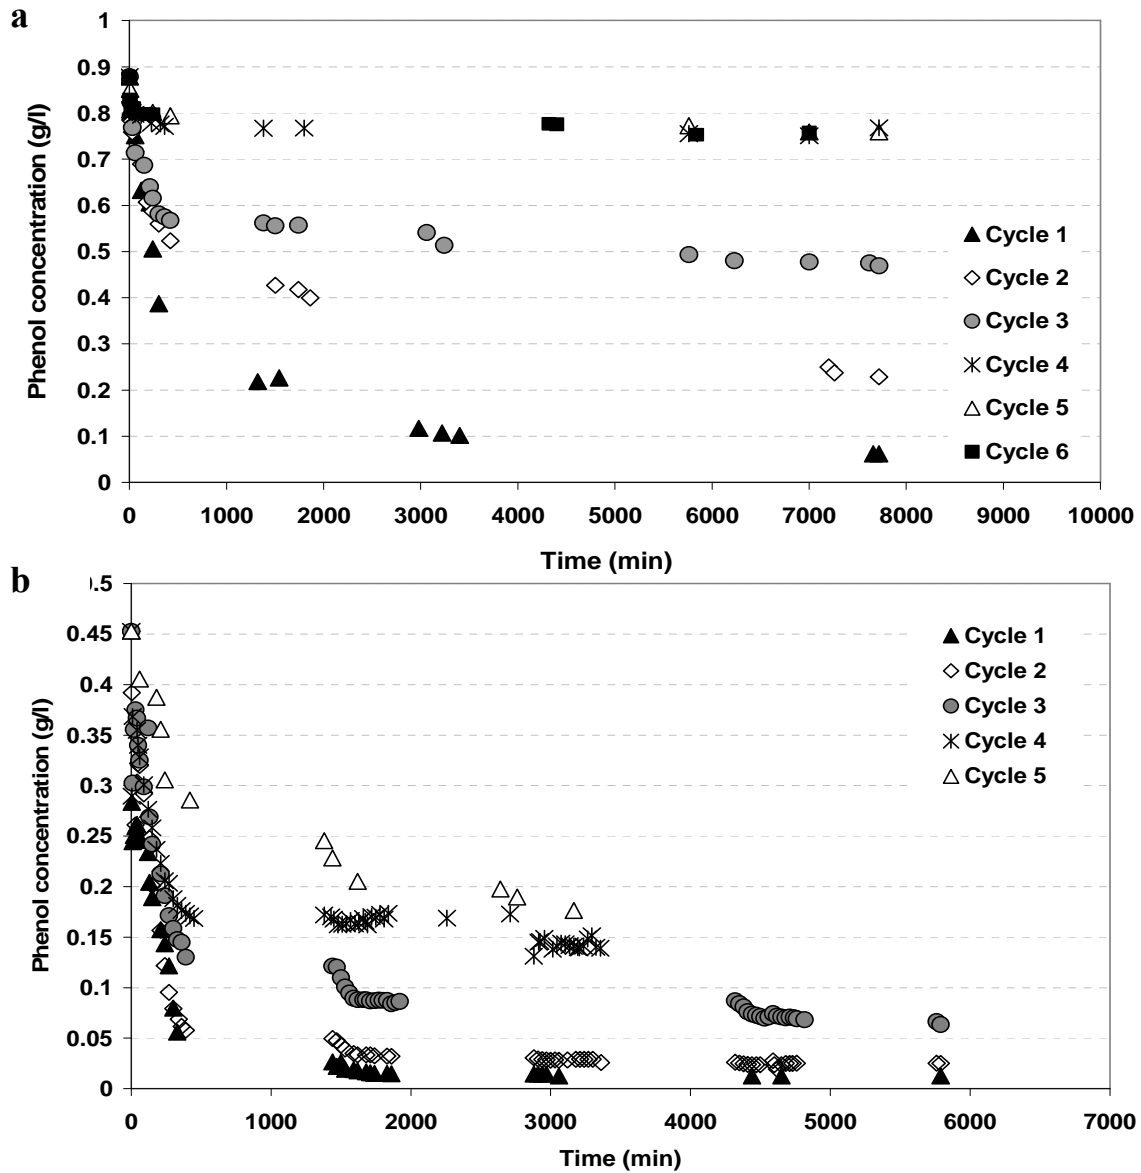 a
1
0.9
0.8
0.7
0.6
0.5
0.4
0.3
0.2
0.1
0
Phenol concentration (g/l)
Cycle 1
Cycle 2
Cycle 3
Cycle 4
Cycle 5
Cycle 6
0 1000 2000 3000 4000 5000 6000 7000 8000 9000 10000
Time (min)
b
).5
0.45
0.4
0.35
0.3
0.25
0.2
0.15
0.1
0.05
0
Phenol concentration (g/l)
Cycle 1
Cycle 2
Cycle 3
Cycle 4
Cycle 5
0 1000 2000 3000 4000 5000 6000 7000
Time (min)